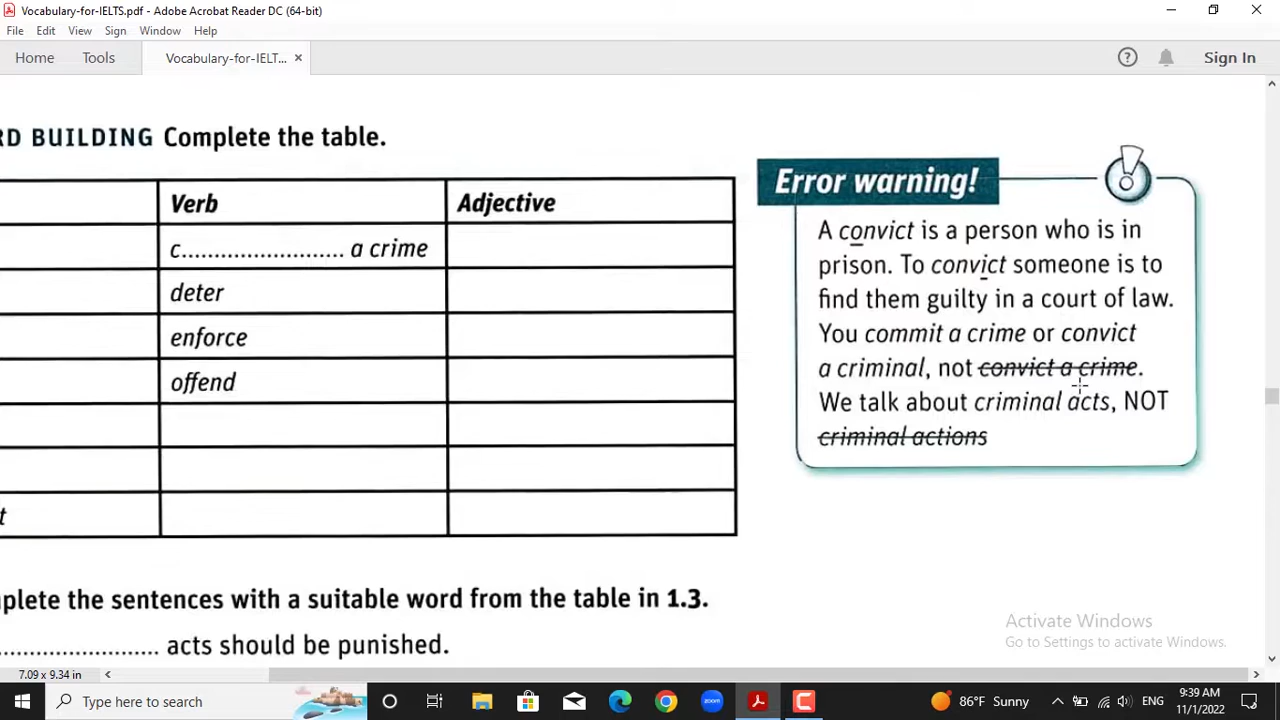 Vocabulary-for-IELTS.pdf - Adobe Acrobat Reader DC (64-bit)
File Edit View Sign Window Help
Home Tools Vocabulary-for-IELT... × Sign In
RD BUILDING Complete the table.
Verb Adjective
c.......................... a crime
deter
enforce
offend
t
Error warning!
A convict is a person who is in
prison. To convict someone is to
find them guilty in a court of law.
You commit a crime or convict
a criminal, not convict a crime.
We talk about criminal acts, NOT
criminal actions
plete the sentences with a suitable word from the table in 1.3.
.......................... acts should be punished.
Activate Windows
Go to Settings to activate Windows.
7.09 x 9.34 in
Type here to search
zoom
86°F Sunny
ENG
9:39 AM
11/1/2022